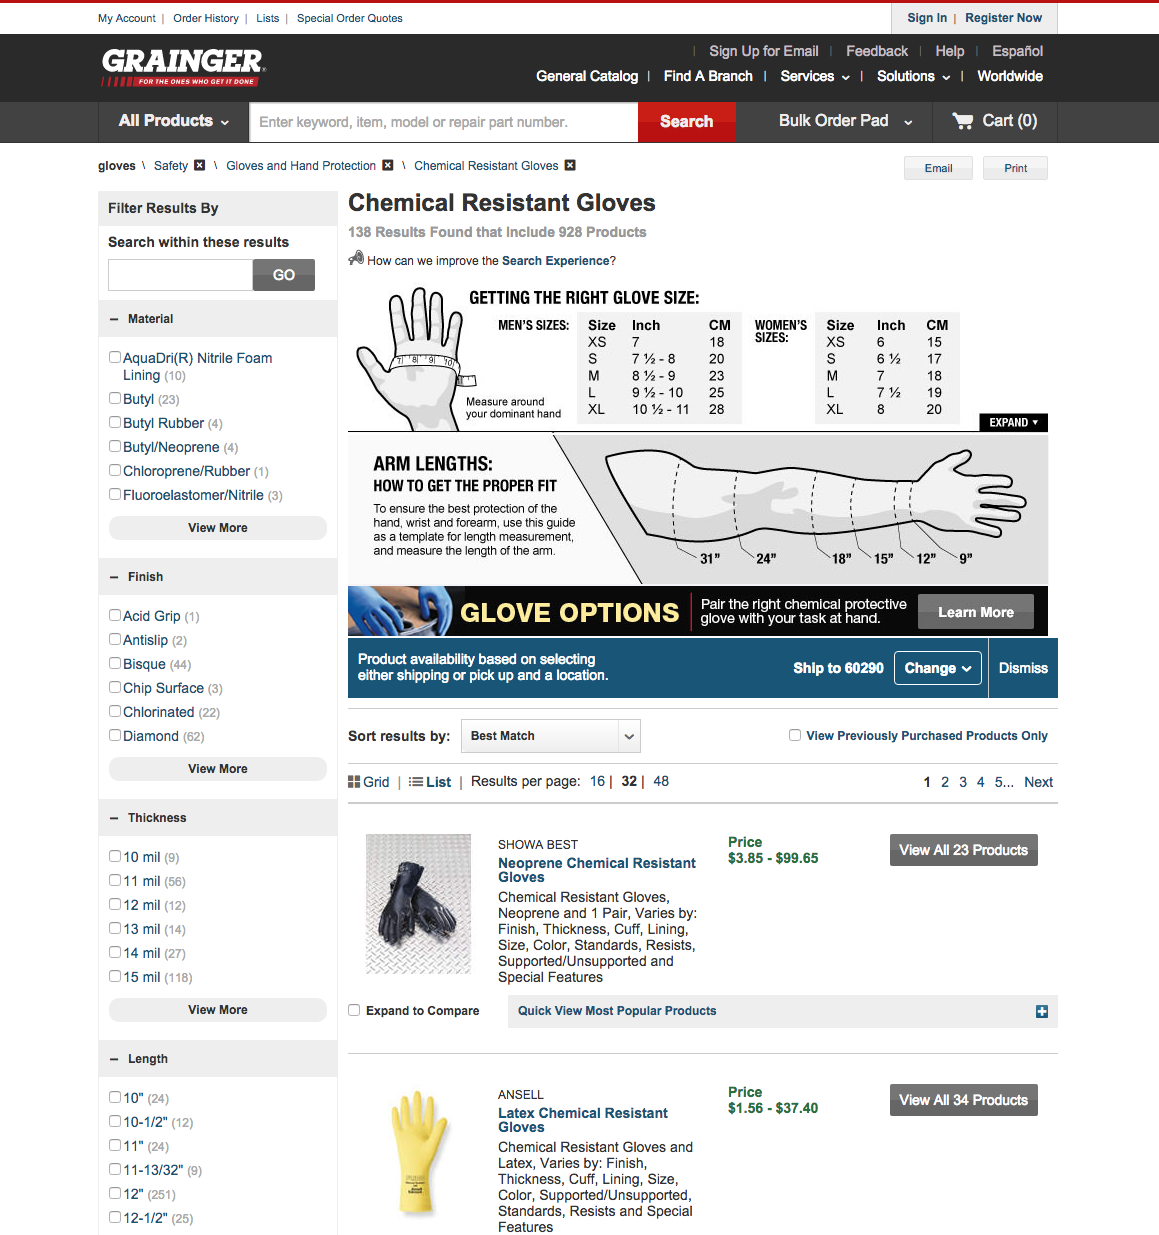 My Account | Order History | Lists | Special Order Quotes
Sign In | Register Now
GRAINGER
FOR THE ONES WHO GET IT DONE
| Sign Up for Email | Feedback | Help | Español
General Catalog | Find A Branch | Services | Solutions | Worldwide
All Products
Enter keyword, item, model or repair part number.
Search
Bulk Order Pad
Cart (0)
gloves \ Safety \ Gloves and Hand Protection \ Chemical Resistant Gloves
Email
Print
Filter Results By
Search within these results
GO
– Material
AquaDri(R) Nitrile Foam
Lining (10)
Butyl (23)
Butyl Rubber (4)
Butyl/Neoprene (4)
Chloroprene/Rubber (1)
Fluoroelastomer/Nitrile (3)
View More
– Finish
Acid Grip (1)
Antislip (2)
Bisque (44)
Chip Surface (3)
Chlorinated (22)
Diamond (62)
View More
– Thickness
10 mil (9)
11 mil (56)
12 mil (12)
13 mil (14)
14 mil (27)
15 mil (118)
View More
– Length
10" (24)
10-1/2" (12)
11" (24)
11-13/32" (9)
12" (251)
12-1/2" (25)
Chemical Resistant Gloves
138 Results Found that Include 928 Products
How can we improve the Search Experience?
GETTING THE RIGHT GLOVE SIZE:
7 8 9 10
Measure around
your dominant hand
MEN'S SIZES:
Size Inch CM
XS 7 18
S 7 ½ - 8 20
M 8 ½ - 9 23
L 9 ½ - 10 25
XL 10 ½ - 11 28
WOMEN'S
SIZES:
Size Inch CM
XS 6 15
S 6 ½ 17
M 7 18
L 7 ½ 19
XL 8 20
EXPAND
ARM LENGTHS:
HOW TO GET THE PROPER FIT
To ensure the best protection of the
hand, wrist and forearm, use this guide
as a template for length measurement,
and measure the length of the arm.
31" 24" 18" 15" 12" 9"
GLOVE OPTIONS
Pair the right chemical protective
glove with your task at hand.
Learn More
Product availability based on selecting
either shipping or pick up and a location.
Ship to 60290
Change
Dismiss
Sort results by:
Best Match
View Previously Purchased Products Only
Grid | List | Results per page: 16 | 32 | 48
1 2 3 4 5... Next
SHOWA BEST
Neoprene Chemical Resistant
Gloves
Chemical Resistant Gloves,
Neoprene and 1 Pair, Varies by:
Finish, Thickness, Cuff, Lining,
Size, Color, Standards, Resists,
Supported/Unsupported and
Special Features
Price
$3.85 - $99.65
View All 23 Products
Expand to Compare
Quick View Most Popular Products
ANSELL
Latex Chemical Resistant
Gloves
Chemical Resistant Gloves and
Latex, Varies by: Finish,
Thickness, Cuff, Lining, Size,
Color, Supported/Unsupported,
Standards, Resists and Special
Features
Price
$1.56 - $37.40
View All 34 Products